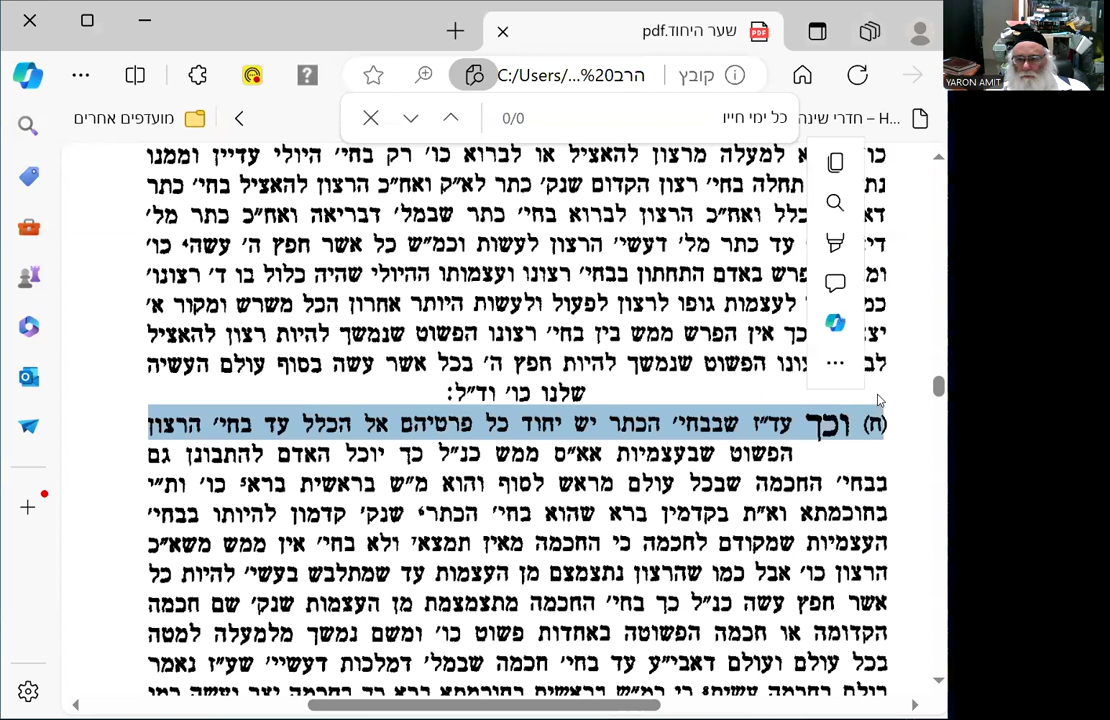 שער היחוד.pdf
קובץ
C:/Users/...%20הרב
YARON AMIT
מועדפים אחרים
כל ימי חייו
0/0
H... – חדרי שינה
למעלה מרצון להאציל או לברוא כו׳ רק בחי׳ היולי עדיין וממנו
תחלה בחי׳ רצון הקדום שנק׳ כתר לא״ק ואח״כ הרצון להאציל בחי׳ כתר
כלל ואח״כ הרצון לברוא בחי׳ כתר שבמל׳ דבריאה ואח״כ כתר מל׳
עד כתר מל׳ דעשי׳ הרצון לעשות וכמ״ש כל אשר חפץ ה׳ עשה׳ כו׳
פרש באדם התחתון בבחי׳ רצונו ועצמותו ההיולי שהיה כלול בו ד׳ רצונו׳
לעצמות גופו לרצון לפעול ולעשות היותר אחרון הכל משרש ומקור א׳
כך אין הפרש ממש בין בחי׳ רצונו הפשוט שנמשך להיות רצון להאציל
הפשוט שנמשך להיות חפץ ה׳ בכל אשר עשה בסוף עולם העשיה
שלנו כו׳ וד״ל:
(ח) וכך עד״ז שבבחי׳ הכתר יש יחוד כל פרטיהם אל הכלל עד בחי׳ הרצון
הפשוט שבעצמיות אא״ס ממש כנ״ל כך יוכל האדם להתבונן גם
בבחי׳ החכמה שבכל עולם מראש לסוף והוא מ״ש בראשית ברא׳ כו׳ ות״י
בחוכמתא וא״ת בקדמין ברא שהוא בחי׳ הכתר׳ שנק׳ קדמון להיותו בבחי׳
העצמיות שמקודם לחכמה כי החכמה מאין תמצא׳ ולא בחי׳ אין ממש משא״כ
הרצון כו׳ אבל כמו שהרצון נתצמצם מן העצמות עד שמתלבש בעשי׳ להיות כל
אשר חפץ עשה כנ״ל כך בחי׳ החכמה מתצמצמת מן העצמות שנק׳ שם חכמה
הקדומה או חכמה הפשוטה באחדות פשוט כו׳ ומשם נמשך מלמעלה למטה
בכל עולם ועולם דאבי״ע עד בחי׳ חכמה שבמל׳ דמלכות דעשיי׳ שע״ז נאמר